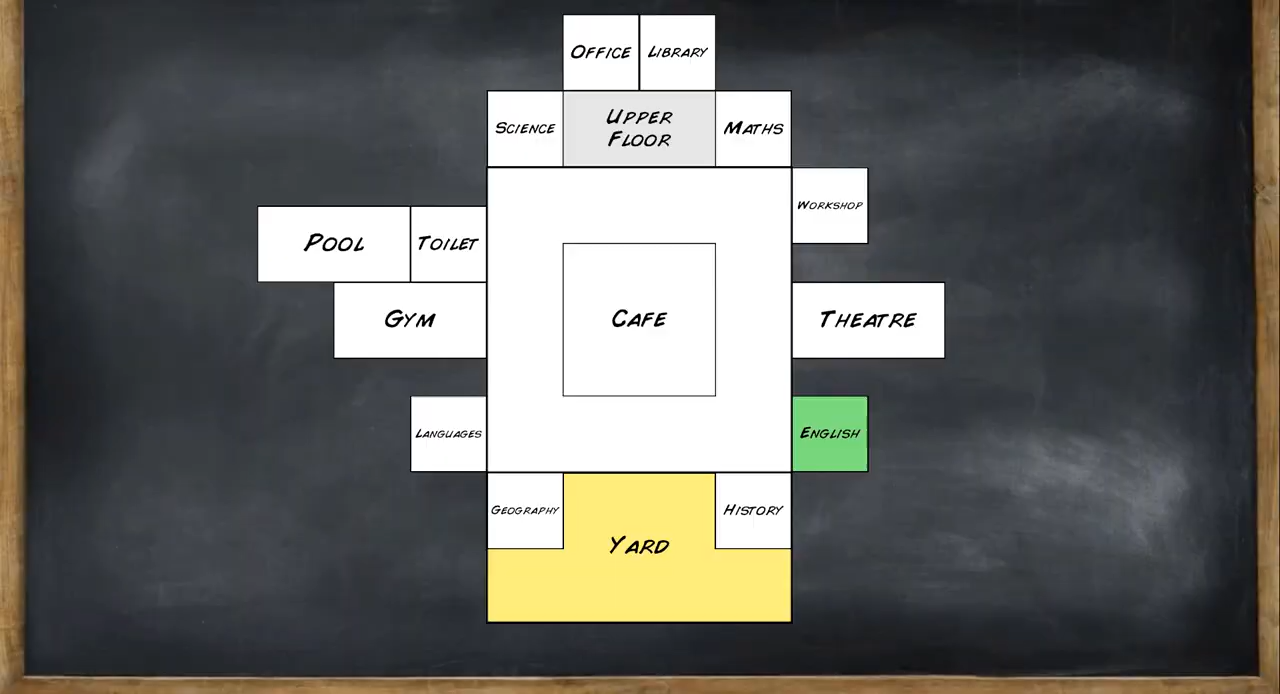 OFFICE
LIBRARY
SCIENCE
UPPER
FLOOR
MATHS
WORKSHOP
POOL
TOILET
GYM
CAFE
THEATRE
LANGUAGES
ENGLISH
GEOGRAPHY
HISTORY
YARD